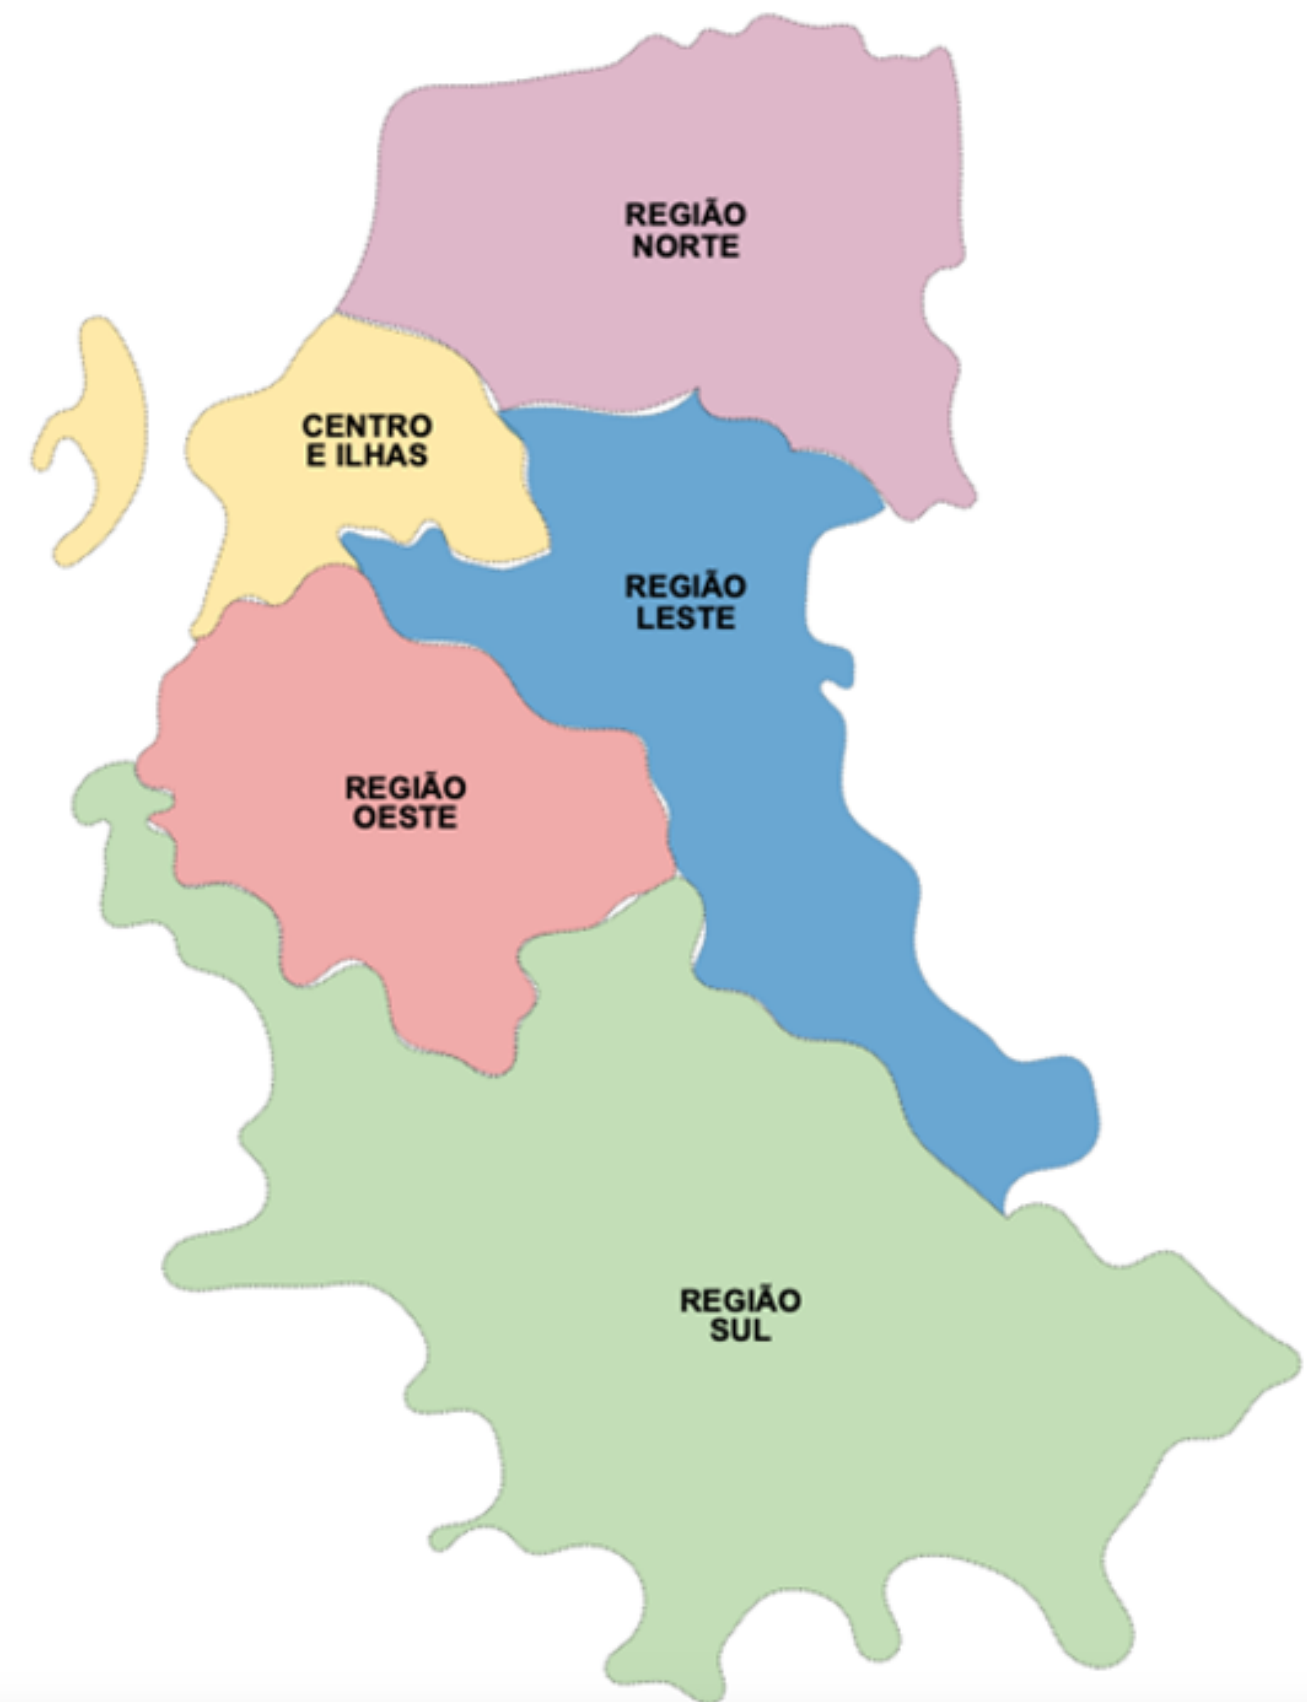 REGIÃO
NORTE
CENTRO
E ILHAS
REGIÃO
LESTE
REGIÃO
OESTE
REGIÃO
SUL